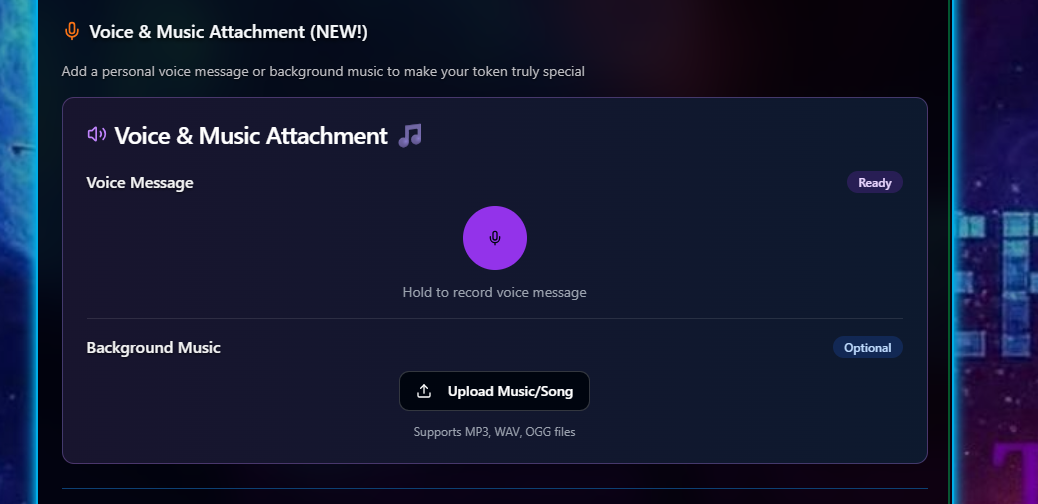 Voice & Music Attachment (NEW!)
Add a personal voice message or background music to make your token truly special
Voice & Music Attachment
Voice Message
Ready
Hold to record voice message
Background Music
Optional
Upload Music/Song
Supports MP3, WAV, OGG files